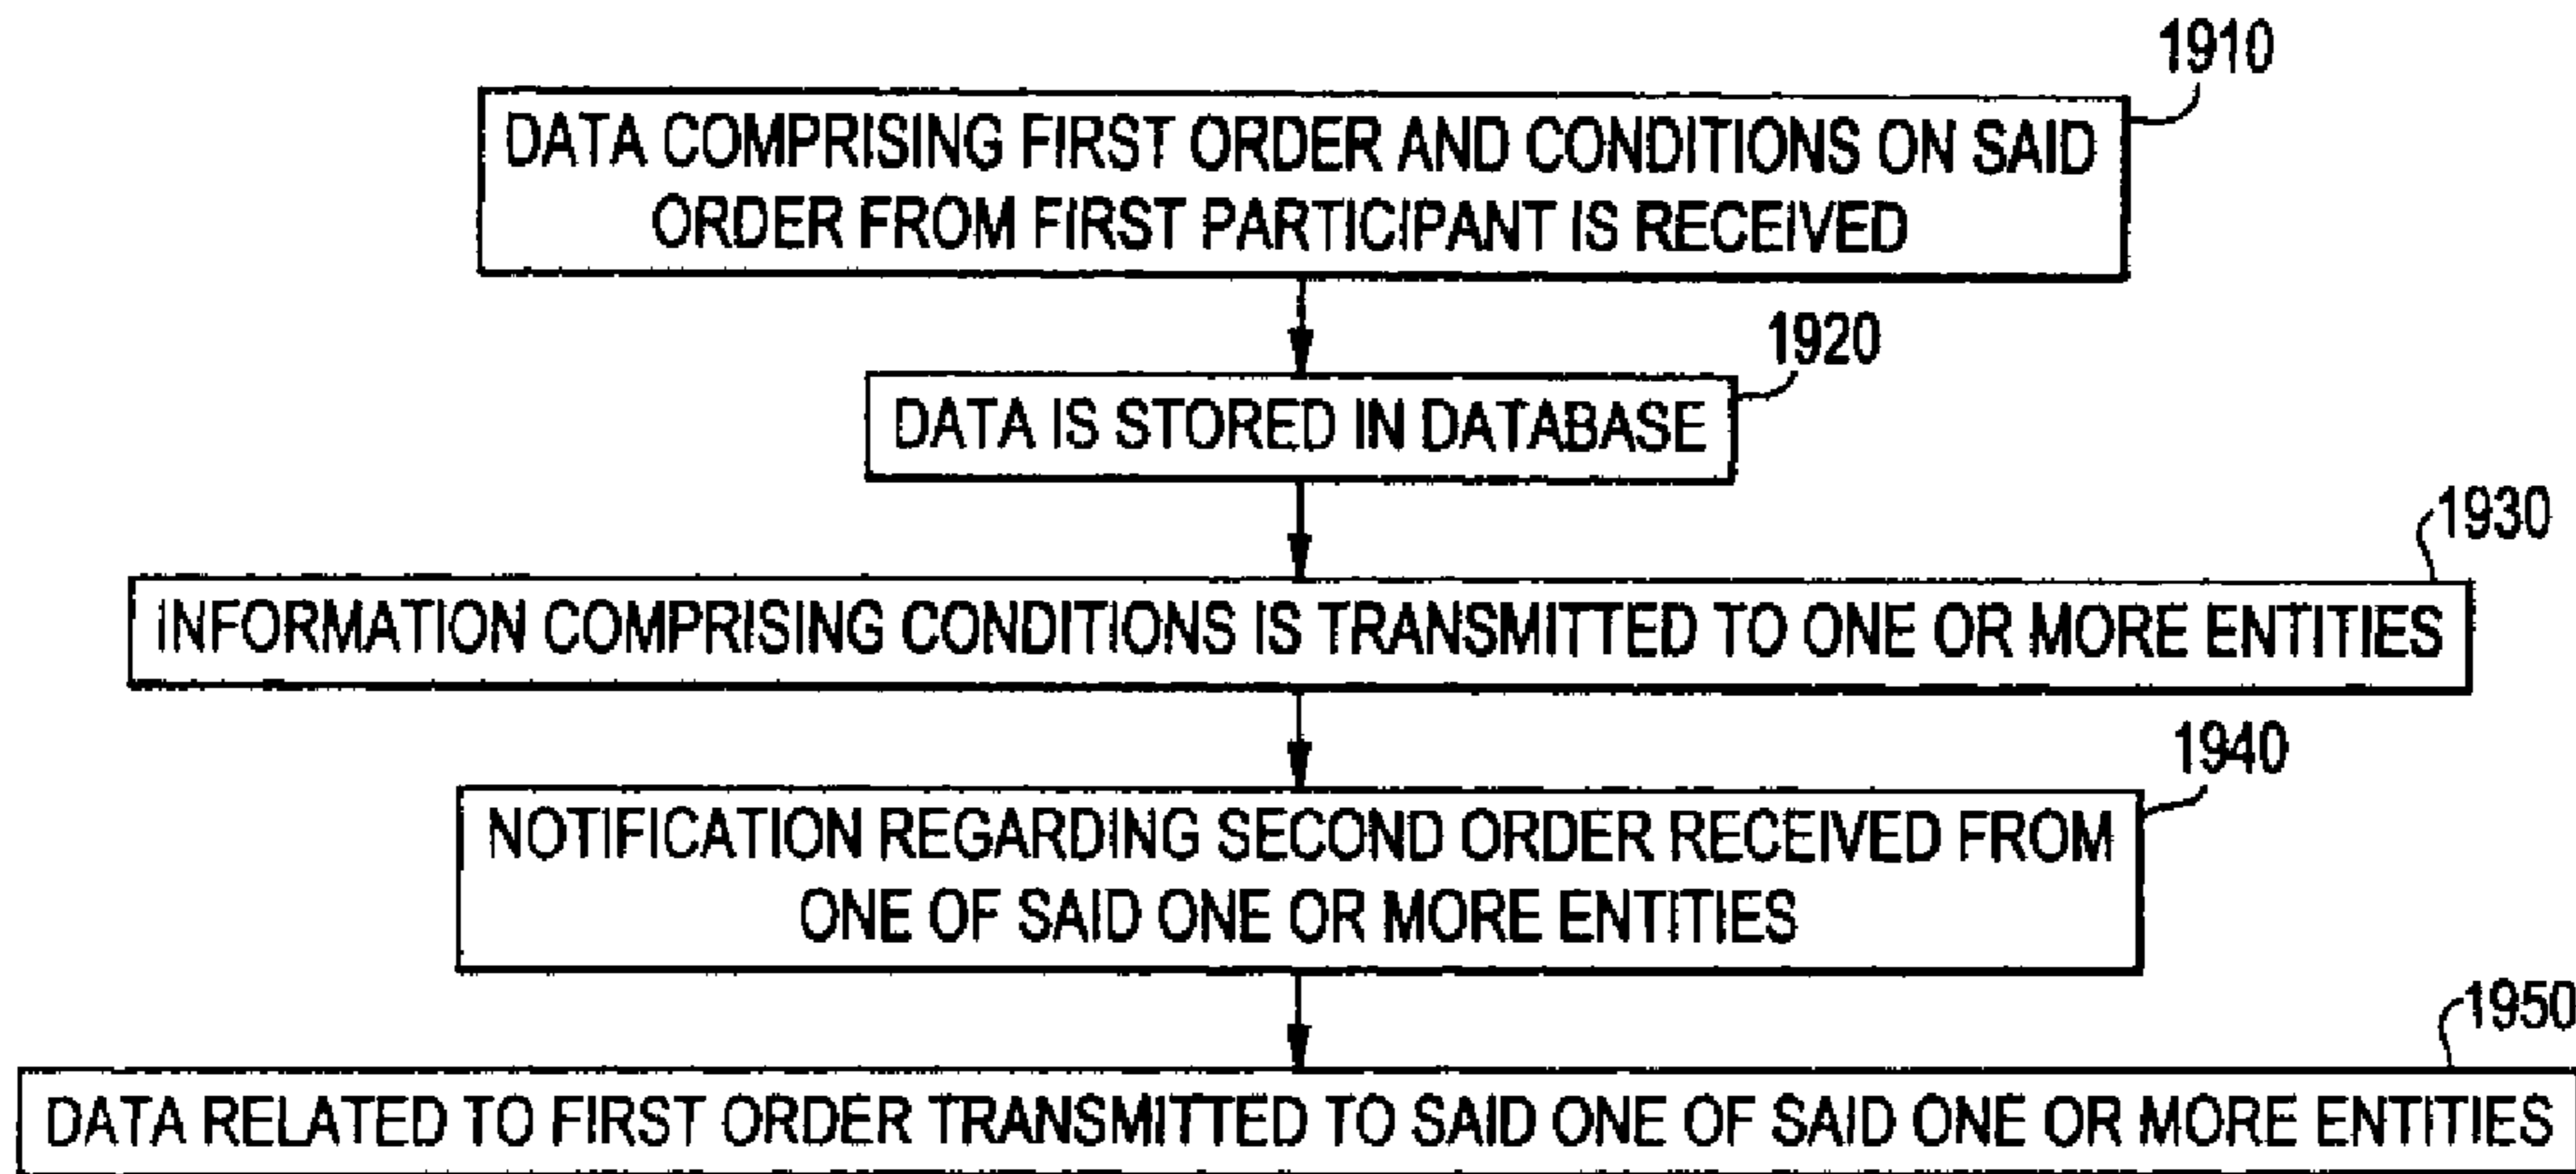 1910
DATA COMPRISING FIRST ORDER AND CONDITIONS ON SAID
ORDER FROM FIRST PARTICIPANT IS RECEIVED
1920
DATA IS STORED IN DATABASE
1930
INFORMATION COMPRISING CONDITIONS IS TRANSMITTED TO ONE OR MORE ENTITIES
1940
NOTIFICATION REGARDING SECOND ORDER RECEIVED FROM
ONE OF SAID ONE OR MORE ENTITIES
1950
DATA RELATED TO FIRST ORDER TRANSMITTED TO SAID ONE OF SAID ONE OR MORE ENTITIES